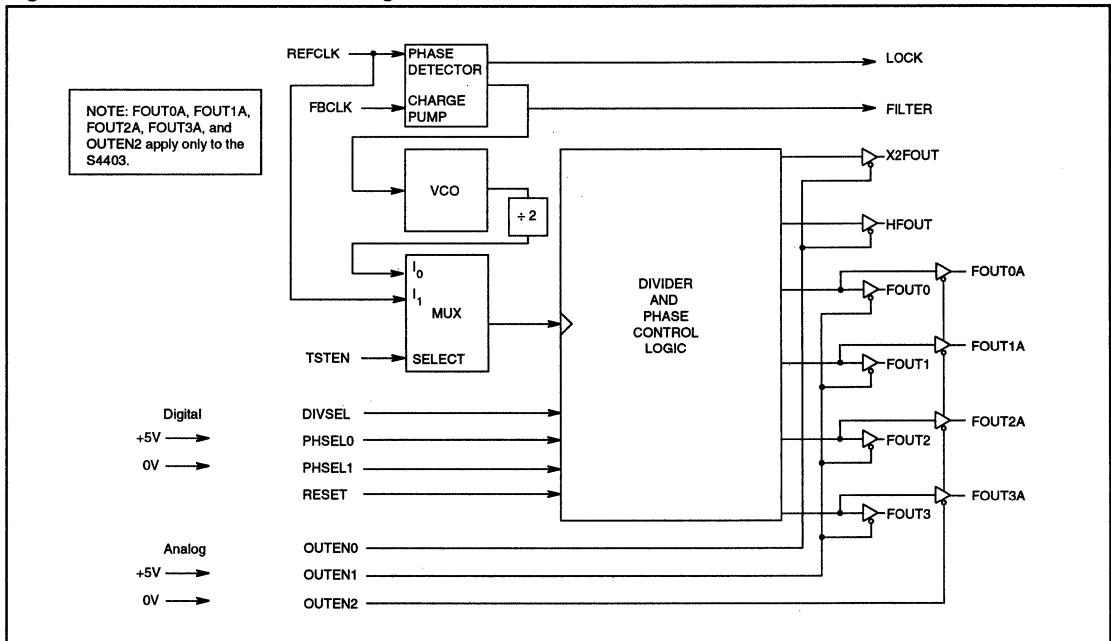 REFCLK
PHASE
DETECTOR
CHARGE
PUMP
FBCLK
LOCK
FILTER
NOTE: FOUT0A, FOUT1A,
FOUT2A, FOUT3A, and
OUTEN2 apply only to the
S4403.
VCO
÷ 2
I0
I1
MUX
SELECT
TSTEN
DIVIDER
AND
PHASE
CONTROL
LOGIC
X2FOUT
HFOUT
FOUT0A
FOUT0
FOUT1A
FOUT1
FOUT2A
FOUT2
FOUT3A
FOUT3
Digital
+5V
0V
DIVSEL
PHSEL0
PHSEL1
RESET
Analog
+5V
0V
OUTEN0
OUTEN1
OUTEN2